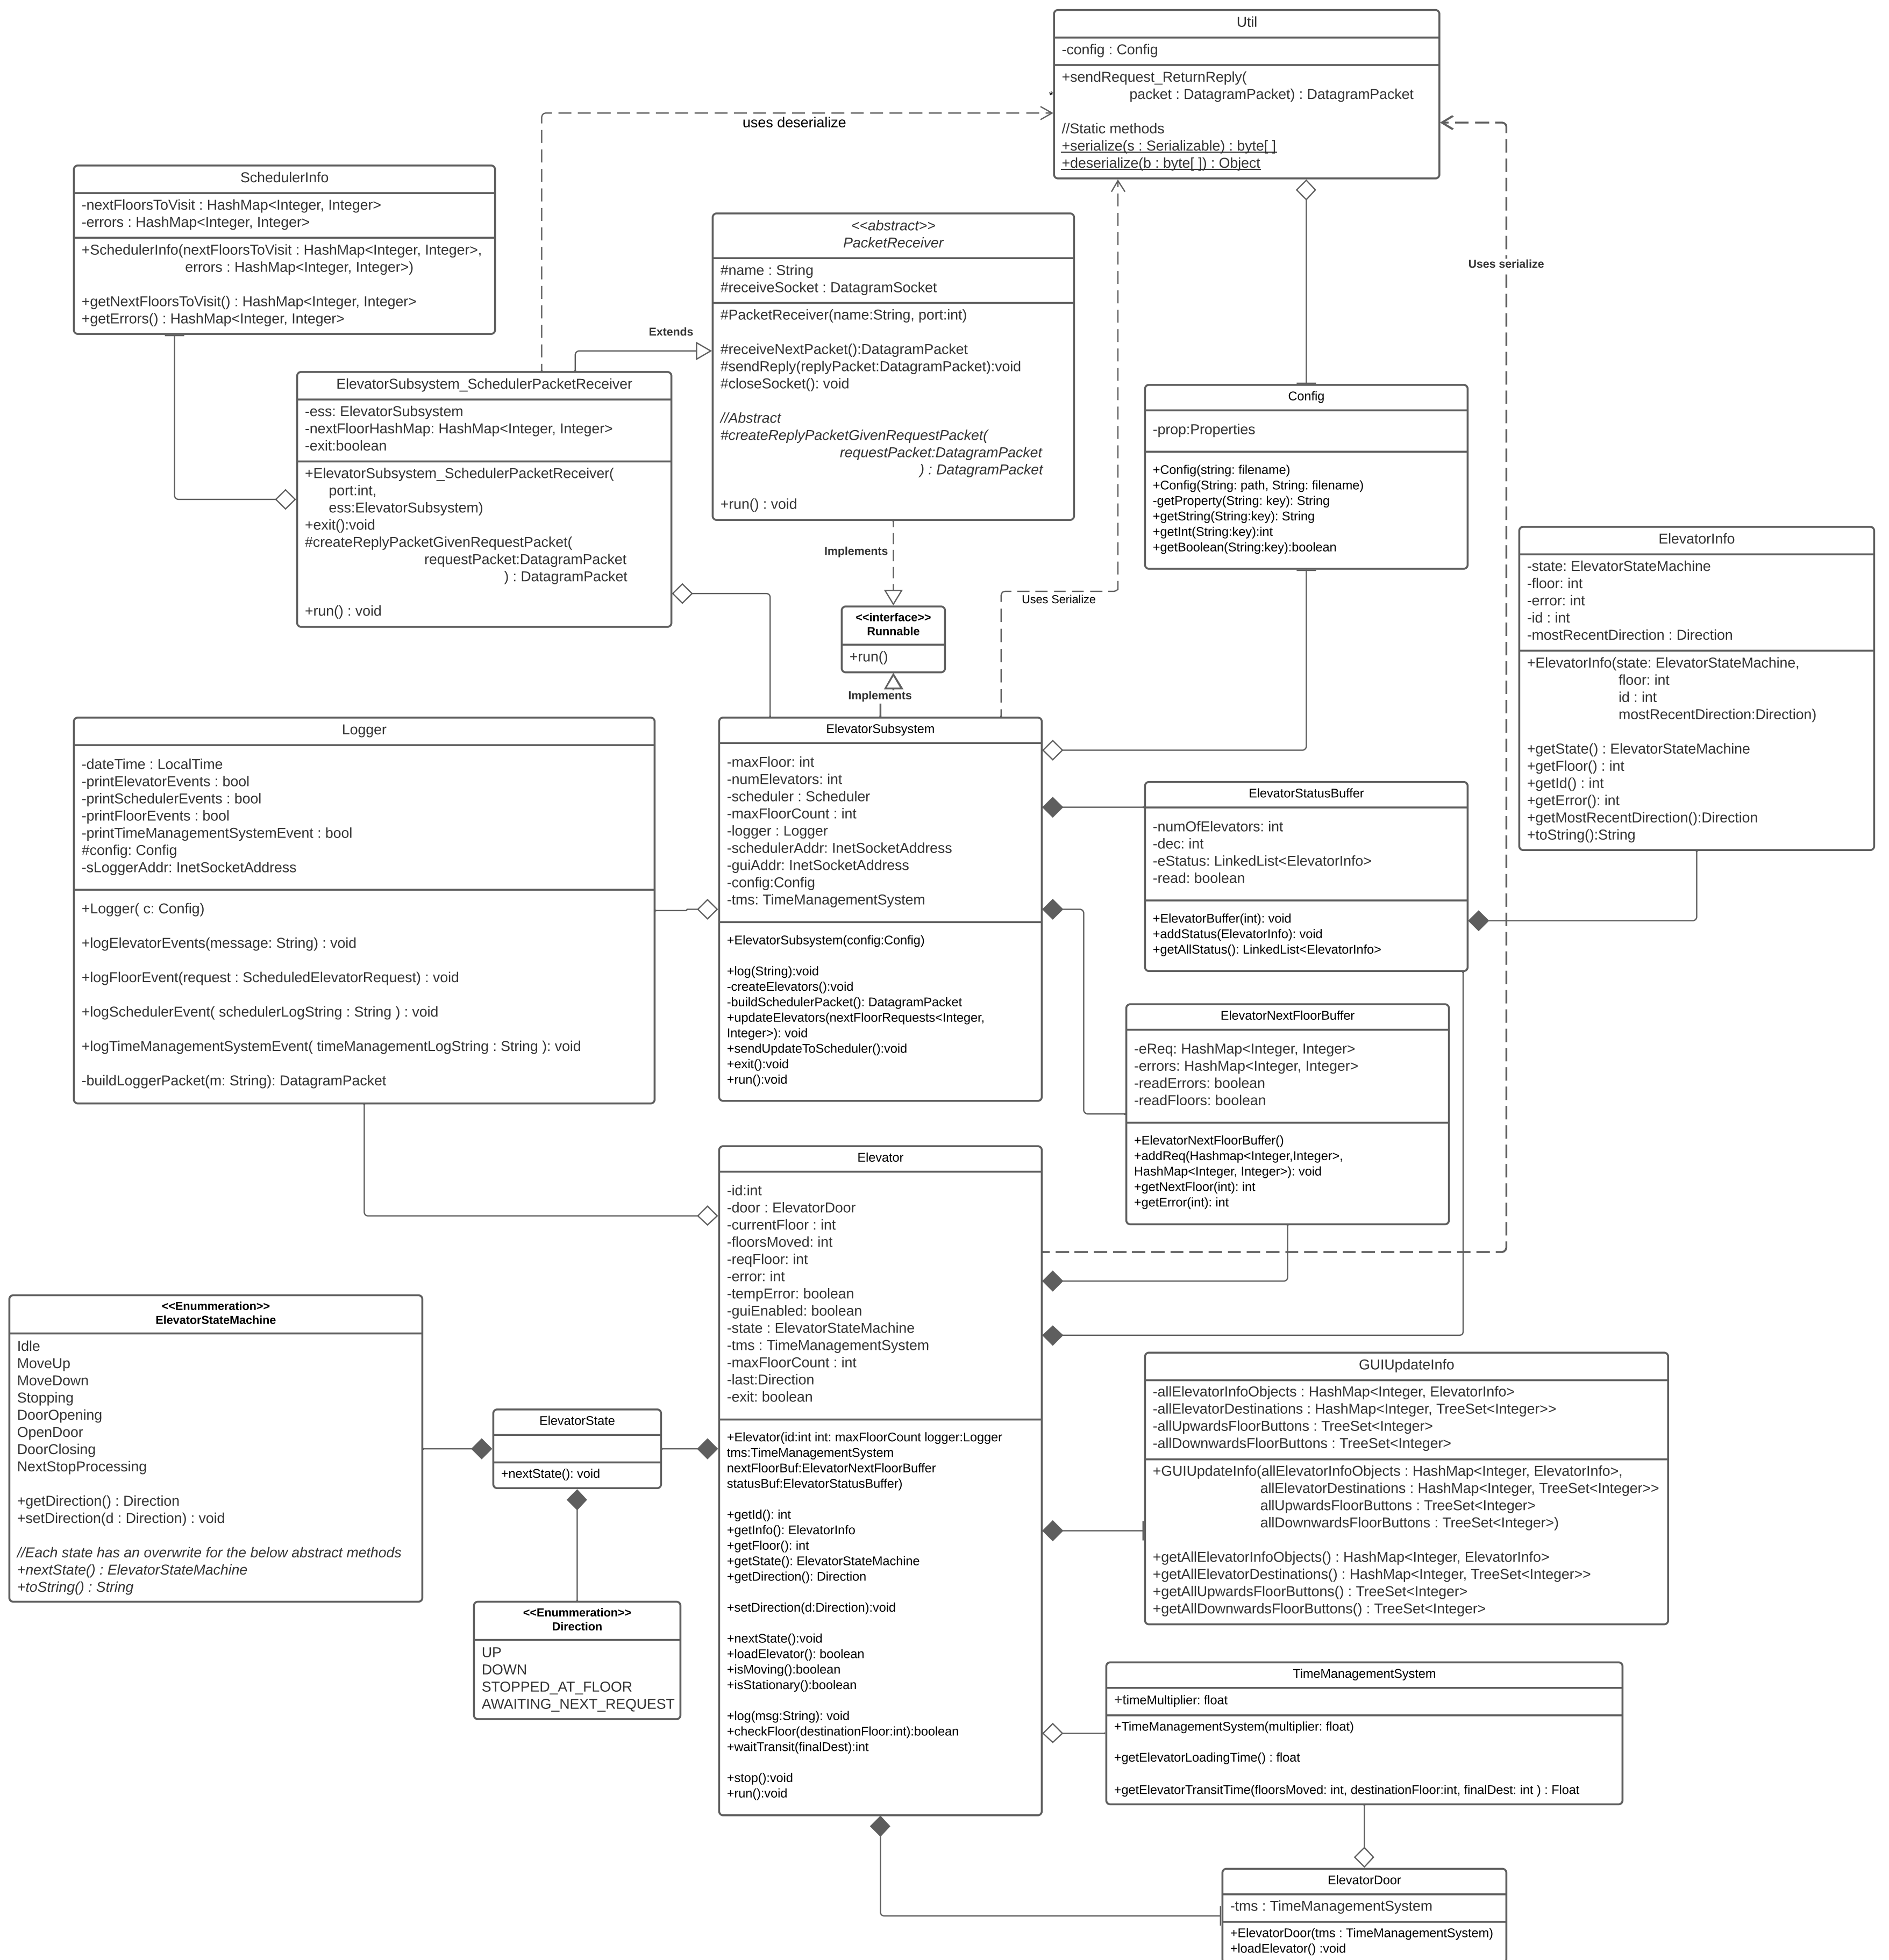 Util
-config : Config
+sendRequest_ReturnReply(
packet : DatagramPacket) : DatagramPacket
//Static methods
+serialize(s : Serializable) : byte[ ]
+deserialize(b : byte[ ]) : Object
*
uses deserialize
Uses serialize
SchedulerInfo
-nextFloorsToVisit : HashMap<Integer, Integer>
-errors : HashMap<Integer, Integer>
+SchedulerInfo(nextFloorsToVisit : HashMap<Integer, Integer>,
errors : HashMap<Integer, Integer>)
+getNextFloorsToVisit() : HashMap<Integer, Integer>
+getErrors() : HashMap<Integer, Integer>
<<abstract>>
PacketReceiver
#name : String
#receiveSocket : DatagramSocket
#PacketReceiver(name:String, port:int)
#receiveNextPacket():DatagramPacket
#sendReply(replyPacket:DatagramPacket):void
#closeSocket(): void
//Abstract
#createReplyPacketGivenRequestPacket(
requestPacket:DatagramPacket
) : DatagramPacket
+run() : void
Extends
ElevatorSubsystem_SchedulerPacketReceiver
-ess: ElevatorSubsystem
-nextFloorHashMap: HashMap<Integer, Integer>
-exit:boolean
+ElevatorSubsystem_SchedulerPacketReceiver(
port:int,
ess:ElevatorSubsystem)
+exit():void
#createReplyPacketGivenRequestPacket(
requestPacket:DatagramPacket
) : DatagramPacket
+run() : void
Config
-prop:Properties
+Config(string: filename)
+Config(String: path, String: filename)
-getProperty(String: key): String
+getString(String:key): String
+getInt(String:key):int
+getBoolean(String:key):boolean
Implements
<<interface>>
Runnable
+run()
Implements
Uses Serialize
ElevatorInfo
-state: ElevatorStateMachine
-floor: int
-error: int
-id : int
-mostRecentDirection : Direction
+ElevatorInfo(state: ElevatorStateMachine,
floor: int
id : int
mostRecentDirection:Direction)
+getState() : ElevatorStateMachine
+getFloor() : int
+getId() : int
+getError(): int
+getMostRecentDirection():Direction
+toString():String
Logger
-dateTime : LocalTime
-printElevatorEvents : bool
-printSchedulerEvents : bool
-printFloorEvents : bool
-printTimeManagementSystemEvent : bool
#config: Config
-sLoggerAddr: InetSocketAddress
+Logger( c: Config)
+logElevatorEvents(message: String) : void
+logFloorEvent(request : ScheduledElevatorRequest) : void
+logSchedulerEvent( schedulerLogString : String ) : void
+logTimeManagementSystemEvent( timeManagementLogString : String ): void
-buildLoggerPacket(m: String): DatagramPacket
ElevatorSubsystem
-maxFloor: int
-numElevators: int
-scheduler : Scheduler
-maxFloorCount : int
-logger : Logger
-schedulerAddr: InetSocketAddress
-guiAddr: InetSocketAddress
-config:Config
-tms: TimeManagementSystem
+ElevatorSubsystem(config:Config)
+log(String):void
-createElevators():void
-buildSchedulerPacket(): DatagramPacket
+updateElevators(nextFloorRequests<Integer,
Integer>): void
+sendUpdateToScheduler():void
+exit():void
+run():void
ElevatorStatusBuffer
-numOfElevators: int
-dec: int
-eStatus: LinkedList<ElevatorInfo>
-read: boolean
+ElevatorBuffer(int): void
+addStatus(ElevatorInfo): void
+getAllStatus(): LinkedList<ElevatorInfo>
ElevatorNextFloorBuffer
-eReq: HashMap<Integer, Integer>
-errors: HashMap<Integer, Integer>
-readErrors: boolean
-readFloors: boolean
+ElevatorNextFloorBuffer()
+addReq(Hashmap<Integer,Integer>,
HashMap<Integer, Integer>): void
+getNextFloor(int): int
+getError(int): int
Elevator
-id:int
-door : ElevatorDoor
-currentFloor : int
-floorsMoved: int
-reqFloor: int
-error: int
-tempError: boolean
-guiEnabled: boolean
-state : ElevatorStateMachine
-tms : TimeManagementSystem
-maxFloorCount : int
-last:Direction
-exit: boolean
+Elevator(id:int int: maxFloorCount logger:Logger
tms:TimeManagementSystem
nextFloorBuf:ElevatorNextFloorBuffer
statusBuf:ElevatorStatusBuffer)
+getId(): int
+getInfo(): ElevatorInfo
+getFloor(): int
+getState(): ElevatorStateMachine
+getDirection(): Direction
+setDirection(d:Direction):void
+nextState():void
+loadElevator(): boolean
+isMoving():boolean
+isStationary():boolean
+log(msg:String): void
+checkFloor(destinationFloor:int):boolean
+waitTransit(finalDest):int
+stop():void
+run():void
<<Enummeration>>
ElevatorStateMachine
Idle
MoveUp
MoveDown
Stopping
DoorOpening
OpenDoor
DoorClosing
NextStopProcessing
+getDirection() : Direction
+setDirection(d : Direction) : void
//Each state has an overwrite for the below abstract methods
+nextState() : ElevatorStateMachine
+toString() : String
ElevatorState
+nextState(): void
<<Enummeration>>
Direction
UP
DOWN
STOPPED_AT_FLOOR
AWAITING_NEXT_REQUEST
GUIUpdateInfo
-allElevatorInfoObjects : HashMap<Integer, ElevatorInfo>
-allElevatorDestinations : HashMap<Integer, TreeSet<Integer>>
-allUpwardsFloorButtons : TreeSet<Integer>
-allDownwardsFloorButtons : TreeSet<Integer>
+GUIUpdateInfo(allElevatorInfoObjects : HashMap<Integer, ElevatorInfo>,
allElevatorDestinations : HashMap<Integer, TreeSet<Integer>>
allUpwardsFloorButtons : TreeSet<Integer>
allDownwardsFloorButtons : TreeSet<Integer>)
+getAllElevatorInfoObjects() : HashMap<Integer, ElevatorInfo>
+getAllElevatorDestinations() : HashMap<Integer, TreeSet<Integer>>
+getAllUpwardsFloorButtons() : TreeSet<Integer>
+getAllDownwardsFloorButtons() : TreeSet<Integer>
TimeManagementSystem
+timeMultiplier: float
+TimeManagementSystem(multiplier: float)
+getElevatorLoadingTime() : float
+getElevatorTransitTime(floorsMoved: int, destinationFloor:int, finalDest: int ) : Float
ElevatorDoor
-tms : TimeManagementSystem
+ElevatorDoor(tms : TimeManagementSystem)
+loadElevator() :void